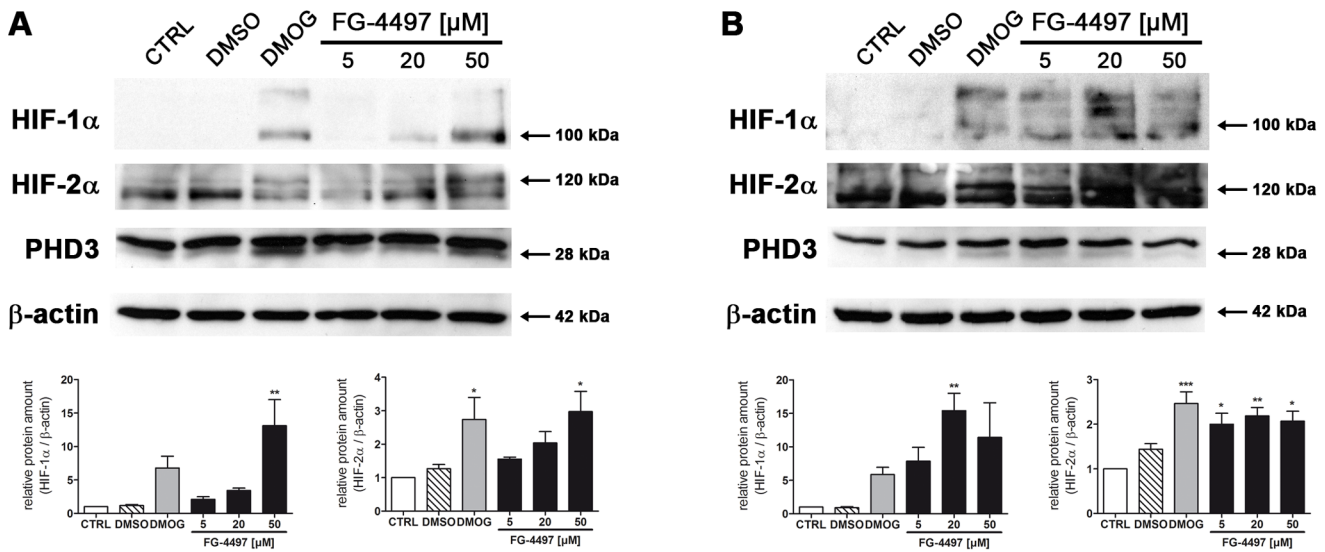 A
CTRL DMSO DMOG FG-4497 [µM]
5 20 50
HIF-1α
100 kDa
HIF-2α
120 kDa
PHD3
28 kDa
β-actin
42 kDa
relative protein amount
(HIF-1α / β-actin)
20
15
10
5
0
**
CTRL DMSO DMOG 5 20 50
FG-4497 [µM]
relative protein amount
(HIF-2α / β-actin)
4
3
2
1
0
* *
CTRL DMSO DMOG 5 20 50
FG-4497 [µM]
B
CTRL DMSO DMOG FG-4497 [µM]
5 20 50
HIF-1α
100 kDa
HIF-2α
120 kDa
PHD3
28 kDa
β-actin
42 kDa
relative protein amount
(HIF-1α / β-actin)
20
15
10
5
0
**
CTRL DMSO DMOG 5 20 50
FG-4497 [µM]
relative protein amount
(HIF-2α / β-actin)
3
2
1
0
*** * ** *
CTRL DMSO DMOG 5 20 50
FG-4497 [µM]